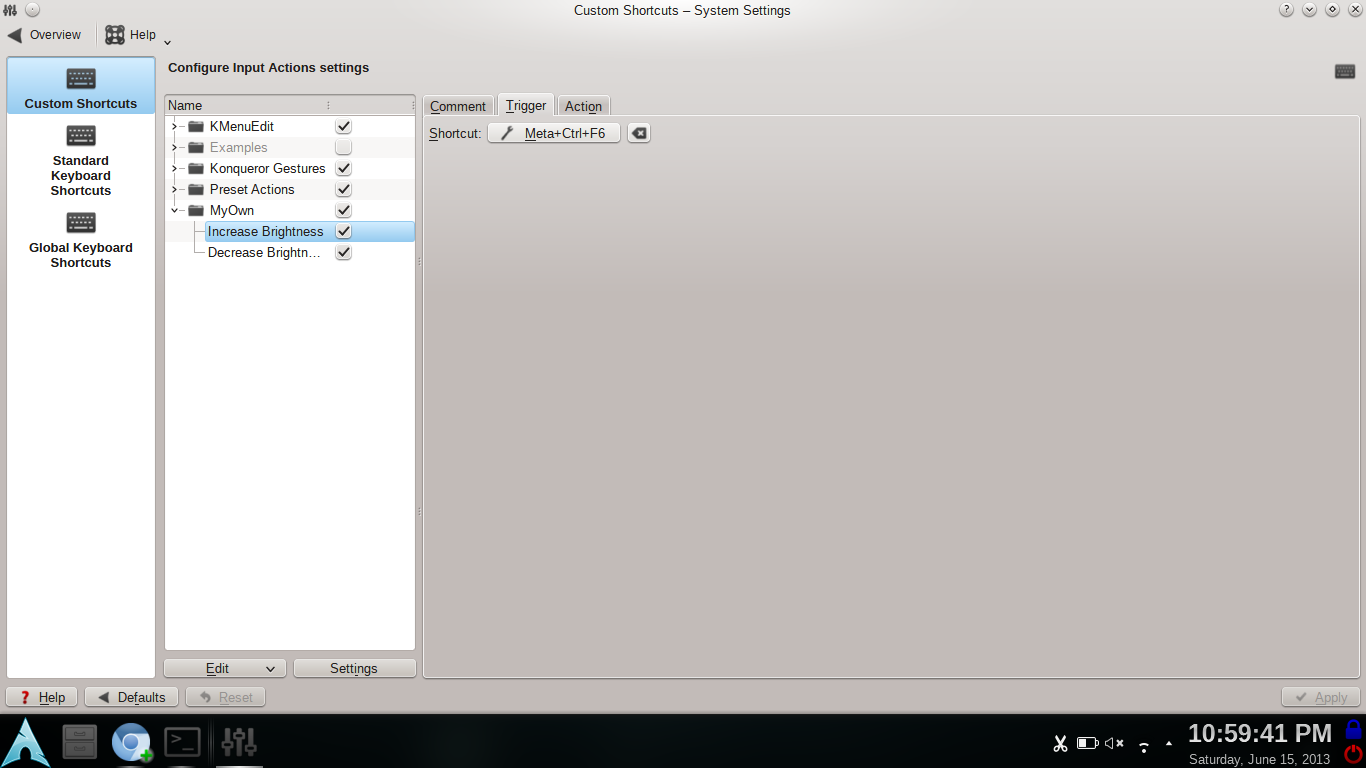 Custom Shortcuts – System Settings
Overview
Help
Custom Shortcuts
Standard
Keyboard
Shortcuts
Global Keyboard
Shortcuts
Configure Input Actions settings
Name
KMenuEdit
Examples
Konqueror Gestures
Preset Actions
MyOwn
Increase Brightness
Decrease Brightn...
Edit
Settings
Comment
Trigger
Action
Shortcut: Meta+Ctrl+F6
Help
Defaults
Reset
Apply
10:59:41 PM
Saturday, June 15, 2013